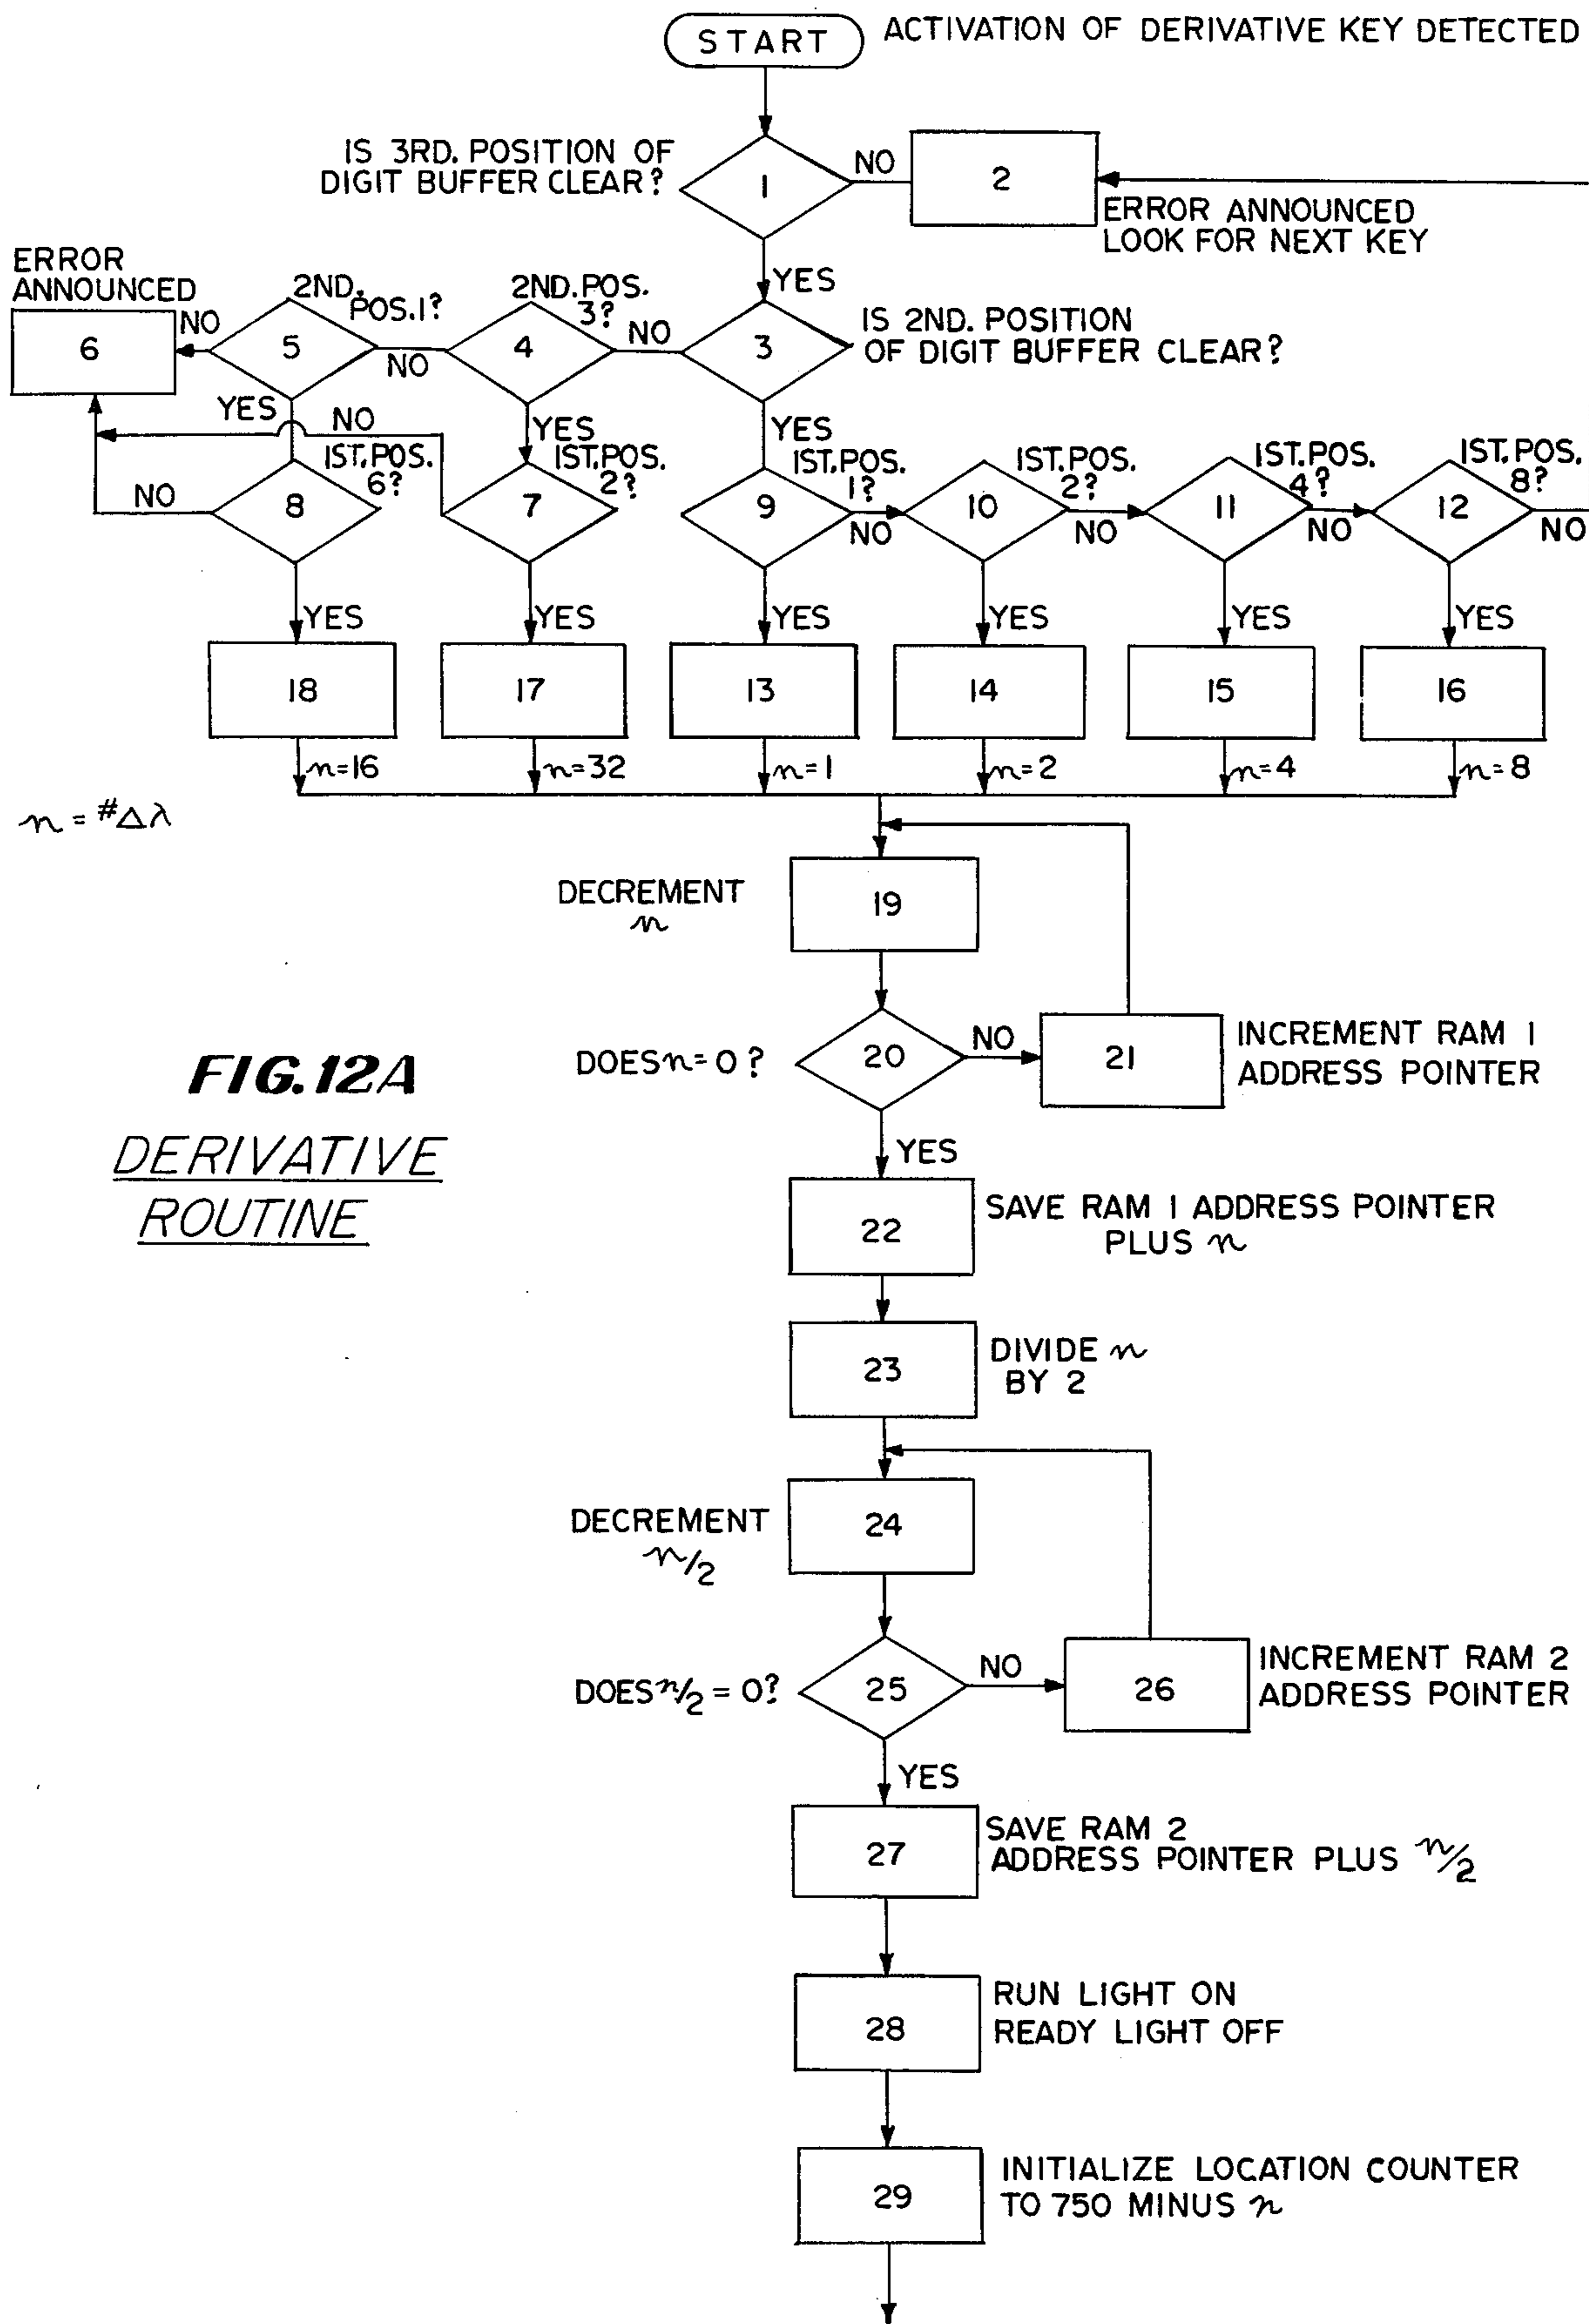 START
ACTIVATION OF DERIVATIVE KEY DETECTED
IS 3RD. POSITION OF
DIGIT BUFFER CLEAR?
1
NO
2
ERROR ANNOUNCED
LOOK FOR NEXT KEY
YES
ERROR
ANNOUNCED
6
NO
2ND.
POS.1?
5
NO
2ND.POS.
3?
4
NO
3
IS 2ND. POSITION
OF DIGIT BUFFER CLEAR?
YES
NO
YES
YES
NO
1ST.POS.
6?
8
1ST.POS.
2?
7
1ST.POS.
1?
9
NO
1ST.POS.
2?
10
NO
1ST.POS.
4?
11
NO
1ST.POS.
8?
12
NO
YES
YES
YES
YES
YES
YES
18
17
13
14
15
16
n=16
n=32
n=1
n=2
n=4
n=8
n = #Δλ
DECREMENT
n
19
DOES n=0?
20
NO
21
INCREMENT RAM 1
ADDRESS POINTER
YES
FIG.12A
DERIVATIVE
ROUTINE
22
SAVE RAM 1 ADDRESS POINTER
PLUS n
23
DIVIDE n
BY 2
DECREMENT
n/2
24
DOES n/2 = 0?
25
NO
26
INCREMENT RAM 2
ADDRESS POINTER
YES
27
SAVE RAM 2
ADDRESS POINTER PLUS n/2
28
RUN LIGHT ON
READY LIGHT OFF
29
INITIALIZE LOCATION COUNTER
TO 750 MINUS n